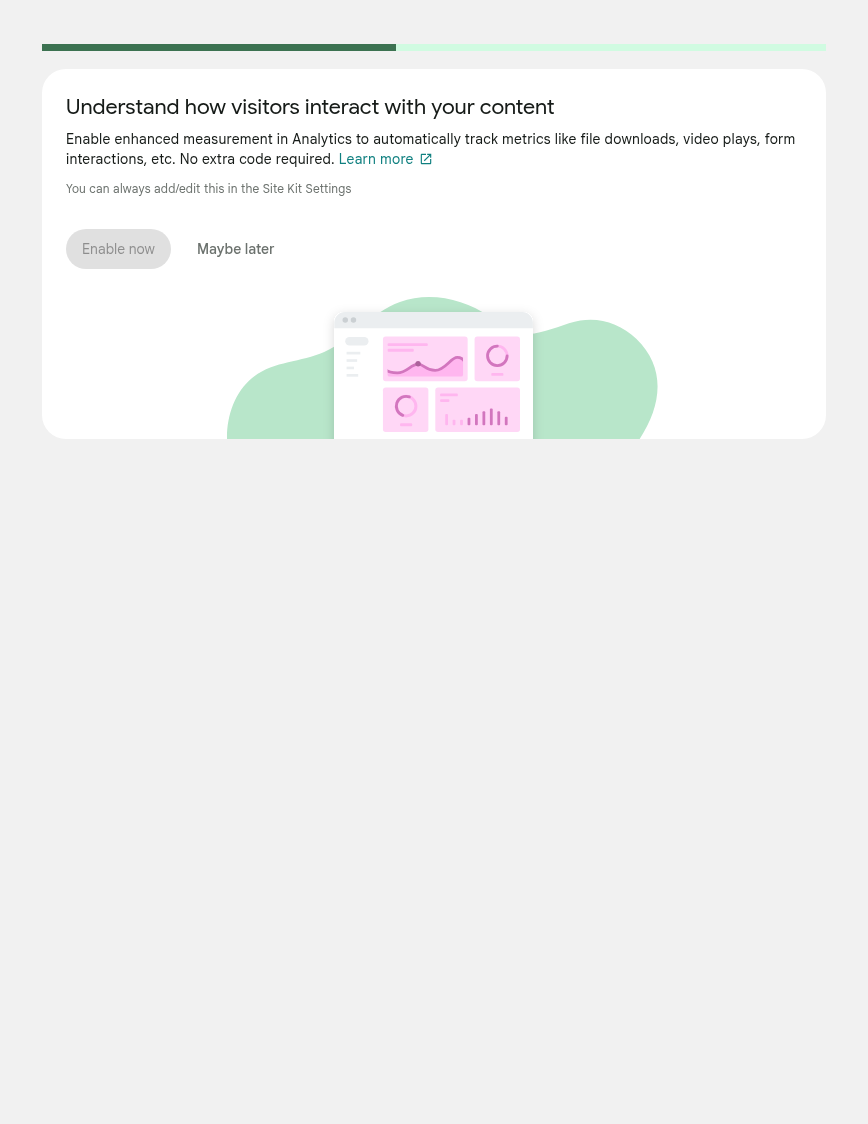 Understand how visitors interact with your content
Enable enhanced measurement in Analytics to automatically track metrics like file downloads, video plays, form
interactions, etc. No extra code required. Learn more
You can always add/edit this in the Site Kit Settings
Enable now Maybe later